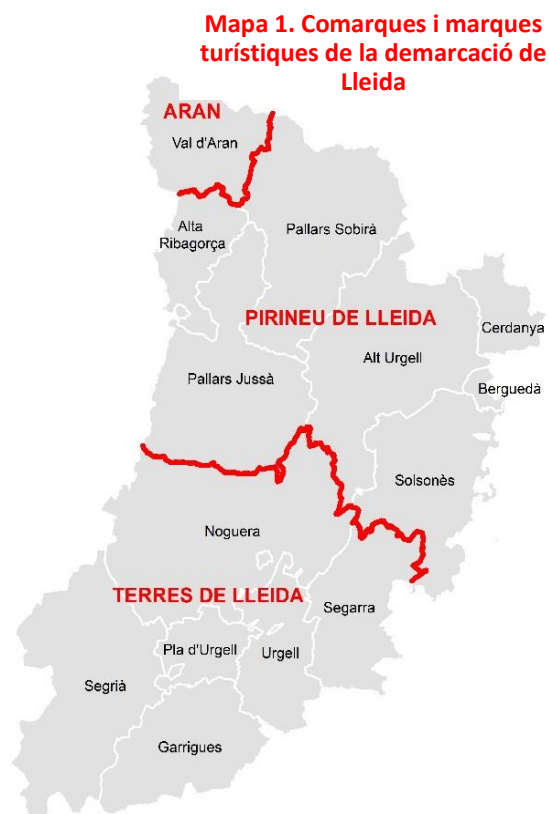 Mapa 1. Comarques i marques
turístiques de la demarcació de
Lleida
ARAN
Val d'Aran
Alta
Ribagorça
Pallars Sobirà
PIRINEU DE LLEIDA
Cerdanya
Alt Urgell
Pallars Jussà
Berguedà
Solsonès
Noguera
TERRES DE LLEIDA
Segarra
Pla d'Urgell
Urgell
Segrià
Garrigues